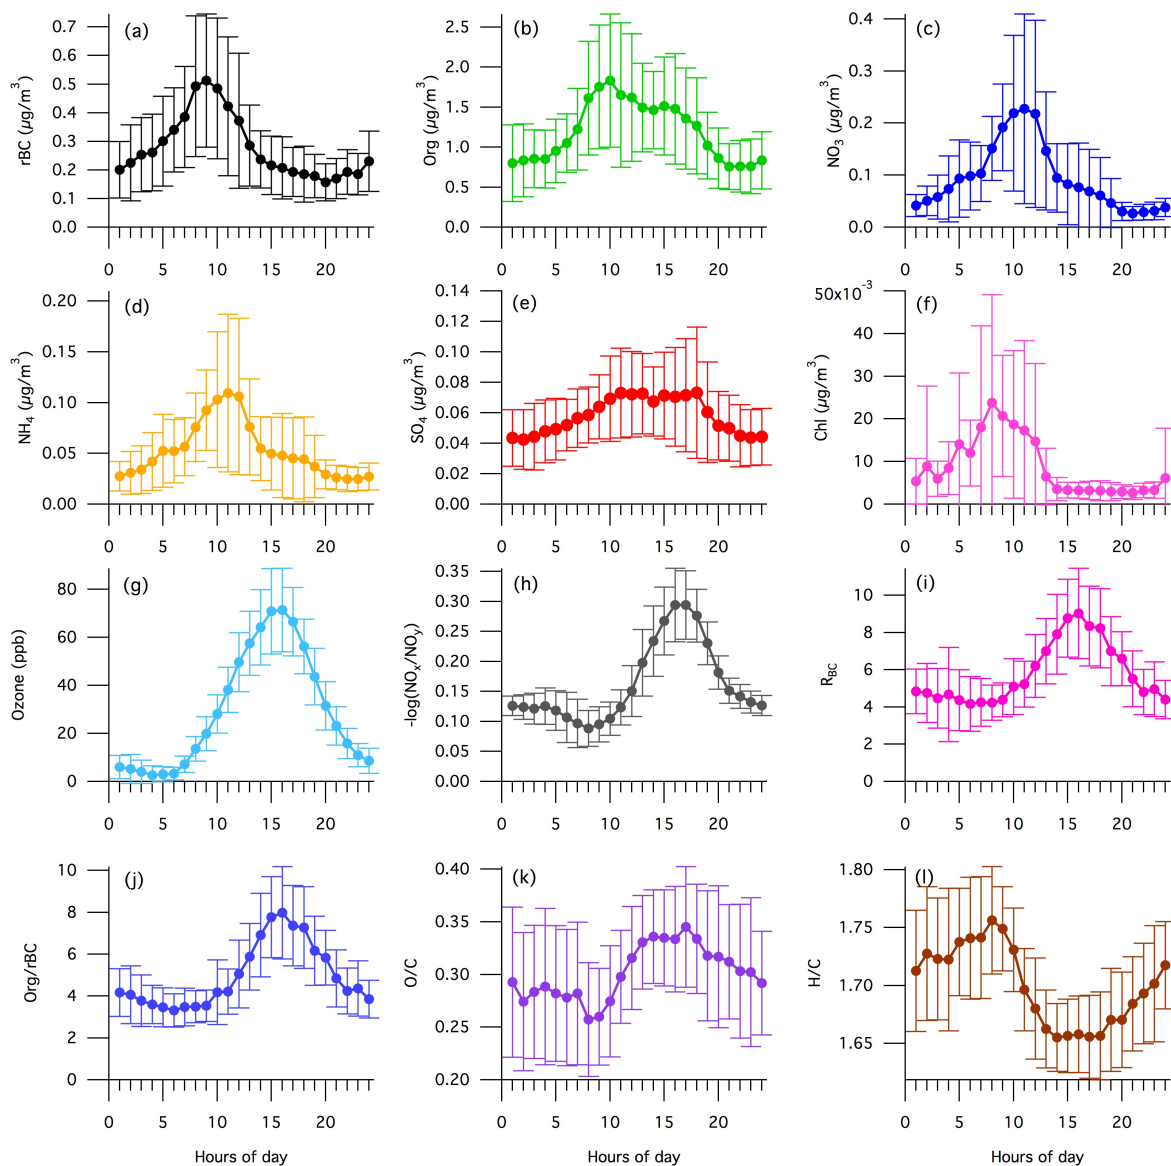 (a)
rBC (µg/m³)
0.7
0.6
0.5
0.4
0.3
0.2
0.1
0.0
0 5 10 15 20
(b)
Org (µg/m³)
2.5
2.0
1.5
1.0
0.5
0.0
0 5 10 15 20
(c)
NO₃ (µg/m³)
0.4
0.3
0.2
0.1
0.0
0 5 10 15 20
(d)
NH₄ (µg/m³)
0.20
0.15
0.10
0.05
0.00
0 5 10 15 20
(e)
SO₄ (µg/m³)
0.14
0.12
0.10
0.08
0.06
0.04
0.02
0.00
0 5 10 15 20
(f)
Chl (µg/m³)
50x10⁻³
40
30
20
10
0
0 5 10 15 20
(g)
Ozone (ppb)
80
60
40
20
0
0 5 10 15 20
(h)
-log(NOₓ/NOᵧ)
0.35
0.30
0.25
0.20
0.15
0.10
0.05
0.00
0 5 10 15 20
(i)
R_BC
10
8
6
4
2
0
0 5 10 15 20
(j)
Org/rBC
10
8
6
4
2
0
0 5 10 15 20
Hours of day
(k)
O/C
0.40
0.35
0.30
0.25
0.20
0 5 10 15 20
Hours of day
(l)
H/C
1.80
1.75
1.70
1.65
0 5 10 15 20
Hours of day